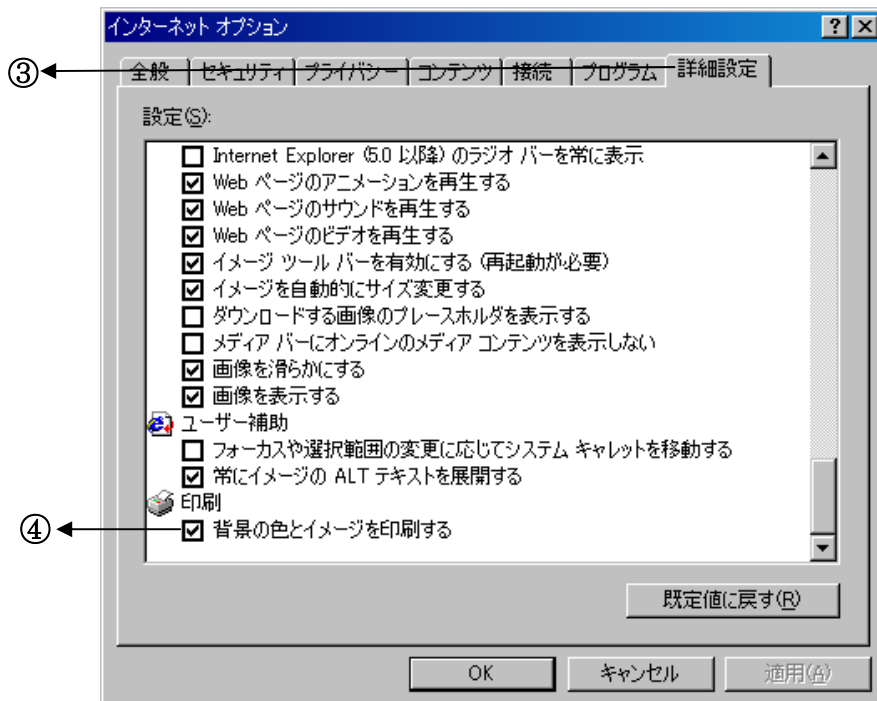 インターネット オプション
③ 全般 セキュリティ プライバシー コンテンツ 接続 プログラム 詳細設定
設定(S):
Internet Explorer (5.0 以降) のラジオ バーを常に表示
Web ページのアニメーションを再生する
Web ページのサウンドを再生する
Web ページのビデオを再生する
イメージ ツール バーを有効にする (再起動が必要)
イメージを自動的にサイズ変更する
ダウンロードする画像のプレースホルダを表示する
メディア バーにオンラインのメディア コンテンツを表示しない
画像を滑らかにする
画像を表示する
ユーザー補助
フォーカスや選択範囲の変更に応じてシステム キャレットを移動する
常にイメージの ALT テキストを展開する
印刷
④ 背景の色とイメージを印刷する
既定値に戻す(R)
OK キャンセル 適用(A)